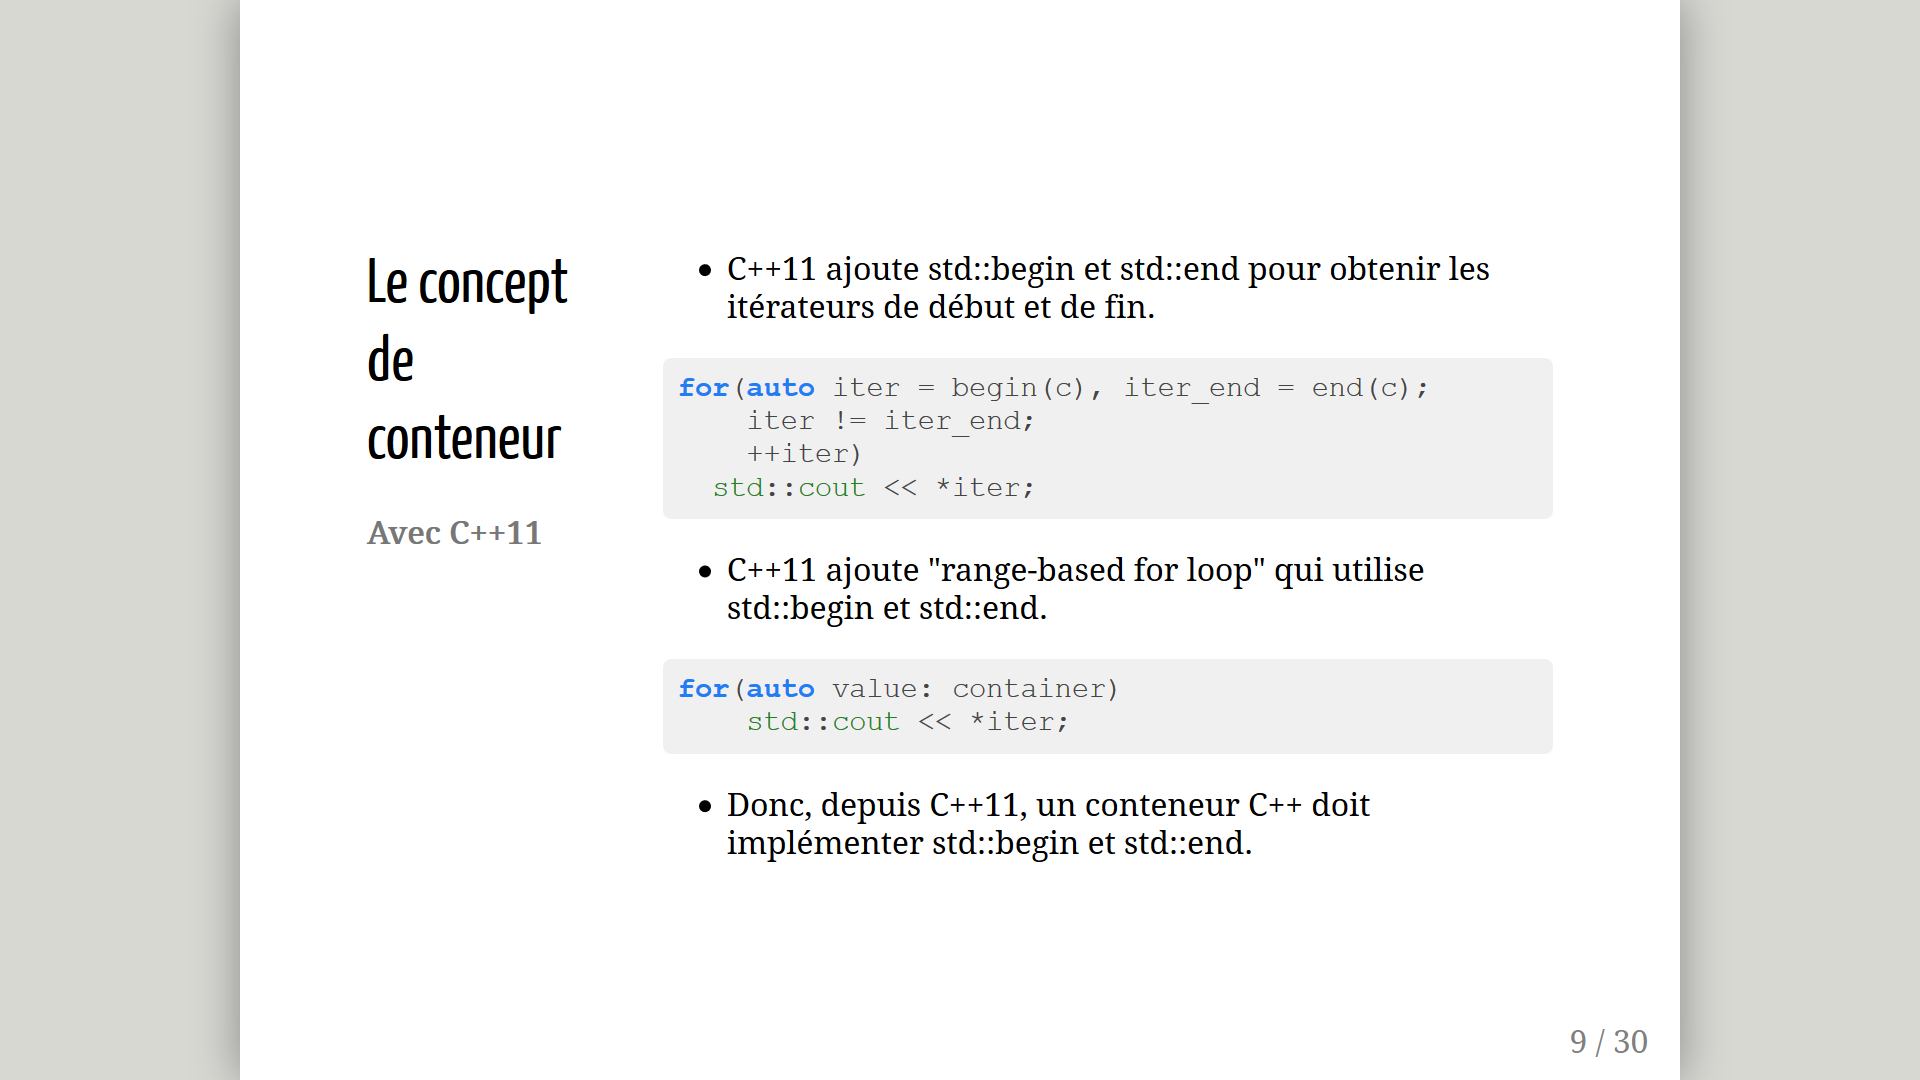 Le concept
de
conteneur
Avec C++11
C++11 ajoute std::begin et std::end pour obtenir les
itérateurs de début et de fin.
for(auto iter = begin(c), iter_end = end(c);
    iter != iter_end;
    ++iter)
  std::cout << *iter;
C++11 ajoute "range-based for loop" qui utilise
std::begin et std::end.
for(auto value: container)
    std::cout << *iter;
Donc, depuis C++11, un conteneur C++ doit
implémenter std::begin et std::end.
9 / 30